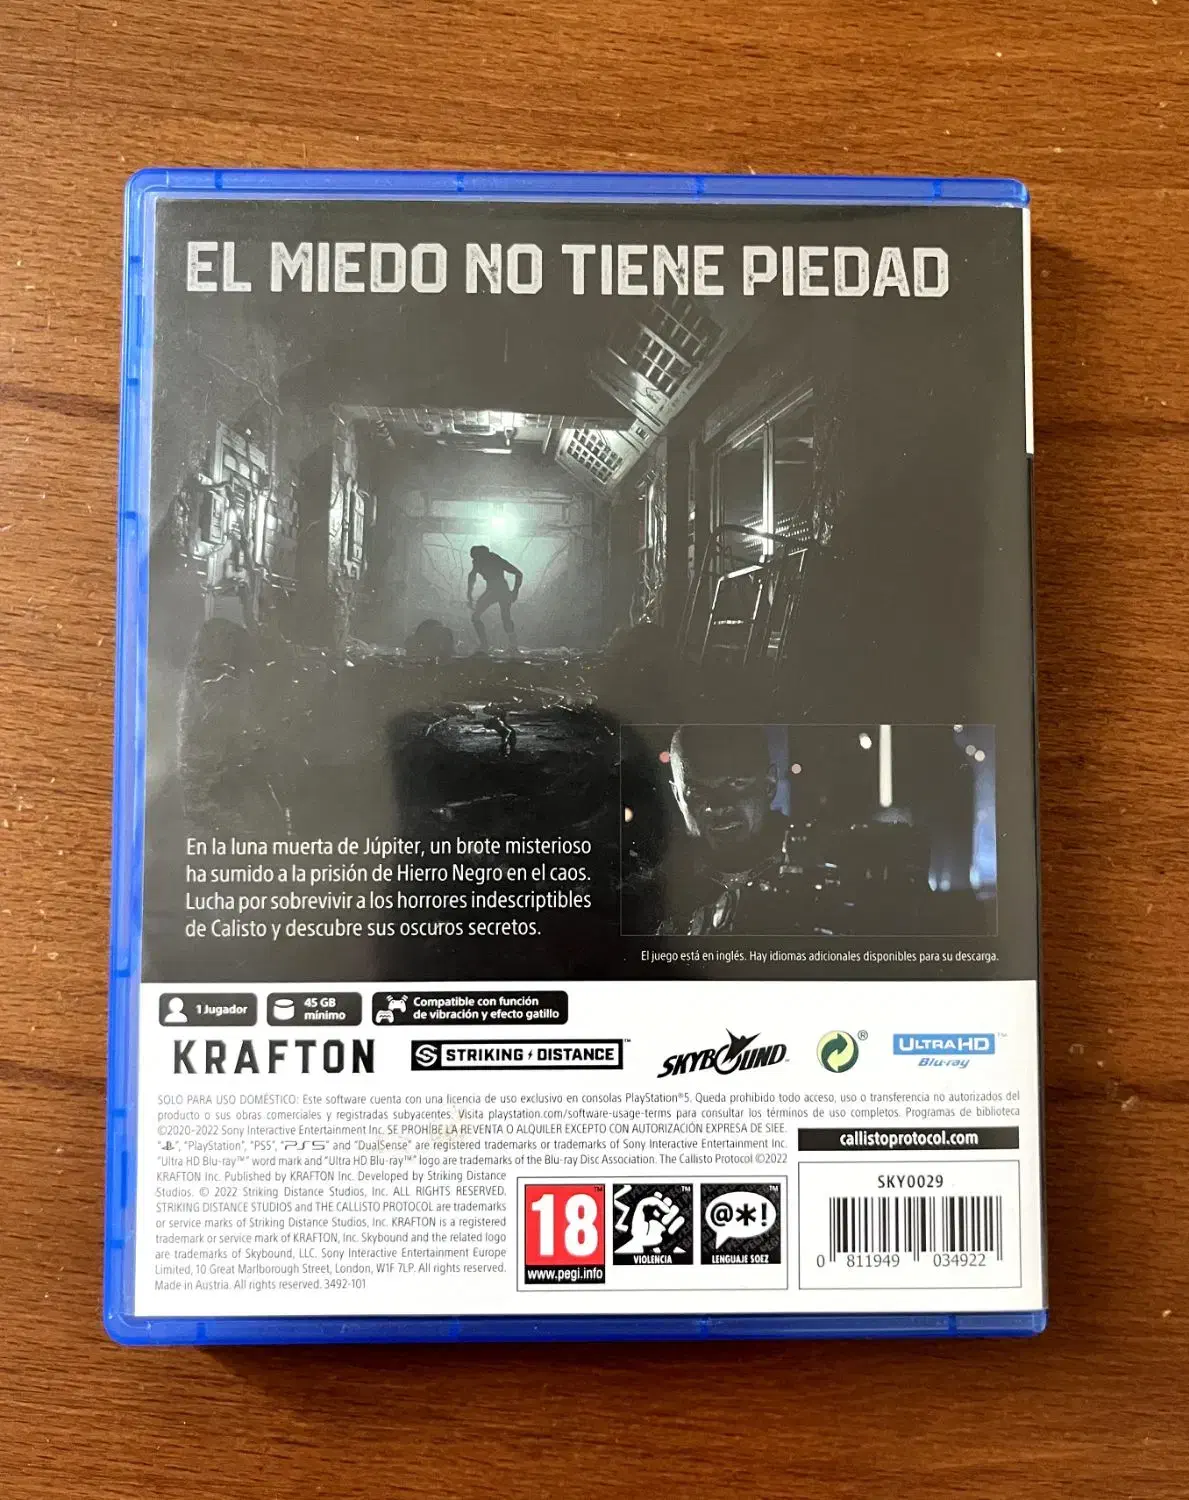 EL MIEDO NO TIENE PIEDAD
En la luna muerta de Júpiter, un brote misterioso
ha sumido a la prisión de Hierro Negro en el caos.
Lucha por sobrevivir a los horrores indescriptibles
de Calisto y descubre sus oscuros secretos.
El juego está en inglés. Hay idiomas adicionales disponibles para su descarga.
1 Jugador
45 GB
mínimo
Compatible con función
de vibración y efecto gatillo
KRAFTON
STRIKING DISTANCE™
SKYBOUND™
®
ULTRA HD™
Blu-ray
SOLO PARA USO DOMÉSTICO: Este software cuenta con una licencia de uso exclusivo en consolas PlayStation®5. Queda prohibido todo acceso, uso o transferencia no autorizados del
producto o sus obras comerciales y registradas subyacentes. Visita playstation.com/software-usage-terms para consultar los términos de uso completos. Programas de biblioteca
©2020-2022 Sony Interactive Entertainment Inc. SE PROHÍBE LA REVENTA O ALQUILER EXCEPTO CON AUTORIZACIÓN EXPRESA DE SIEE.
" ", "PlayStation", "PS5", "PS5" and "DualSense" are registered trademarks or trademarks of Sony Interactive Entertainment Inc.
"Ultra HD Blu-ray™" word mark and "Ultra HD Blu-ray™" logo are trademarks of the Blu-ray Disc Association. The Callisto Protocol ©2022
KRAFTON Inc. Published by KRAFTON Inc. Developed by Striking Distance
Studios. © 2022 Striking Distance Studios, Inc. ALL RIGHTS RESERVED.
STRIKING DISTANCE STUDIOS and THE CALLISTO PROTOCOL are trademarks
or service marks of Striking Distance Studios, Inc. KRAFTON is a registered
trademark or service mark of KRAFTON, Inc. Skybound and the related logo
are trademarks of Skybound, LLC. Sony Interactive Entertainment Europe
Limited, 10 Great Marlborough Street, London, W1F 7LP. All rights reserved.
Made in Austria. All rights reserved. 3492-101
callistoprotocol.com
18™
www.pegi.info
VIOLENCIA
@*!
LENGUAJE SOEZ
SKY0029
0 811949 034922